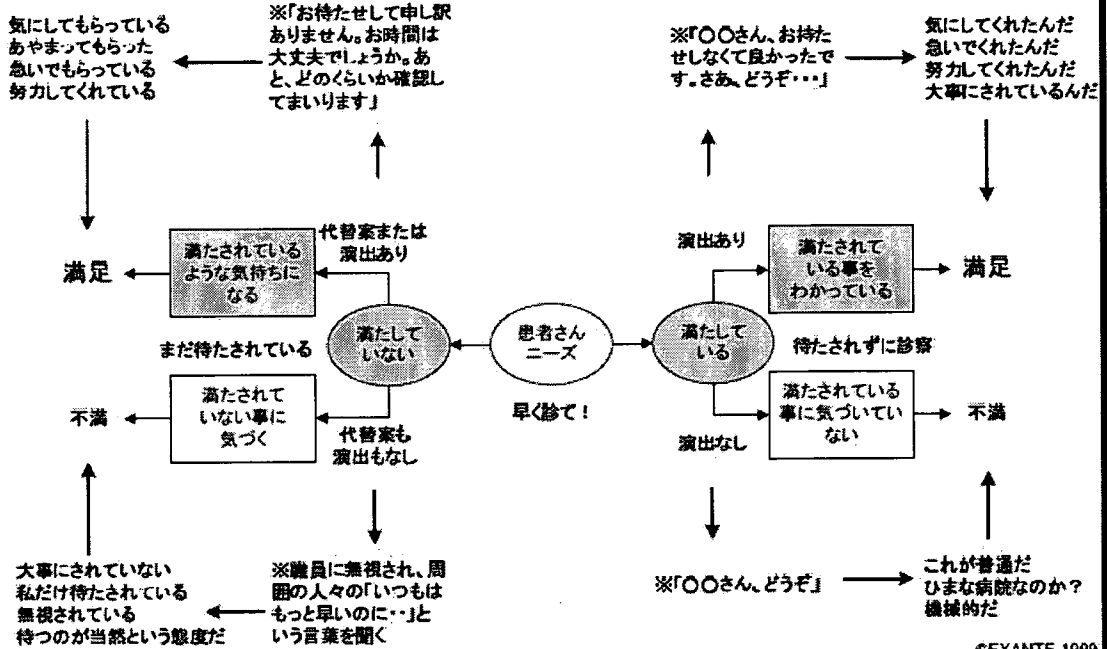 気にしてもらっている
あやまってもらった
急いでもらっている
努力してくれている
※「お待たせして申し訳
ありません。お時間は
大丈夫でしょうか。あ
と、どのくらいか確認し
てまいります」
※「〇〇さん、お持た
せしなくて良かったで
す。さあ、どうぞ・・・」
気にしてくれたんだ
急いでくれたんだ
努力してくれたんだ
大事にされているんだ
満足
満たされている
ような気持ちに
なる
代替案または
演出あり
演出あり
満たされて
いる事を
わかっている
満足
まだ待たされている
満たして
いない
患者さん
ニーズ
満たして
いる
待たされずに診察
早く診て！
不満
満たされて
いない事に
気づく
代替案も
演出もなし
演出なし
満たされている
事に気づいてい
ない
不満
大事にされていない
私だけ待たされている
無視されている
待つのが当然という態度だ
※職員に無視され、周
囲の人々の「いつもは
もっと早いのに・・」と
いう言葉を聞く
※「〇〇さん、どうぞ」
これが普通だ
ひまな病院なのか？
機械的だ
©EXANTE 1999